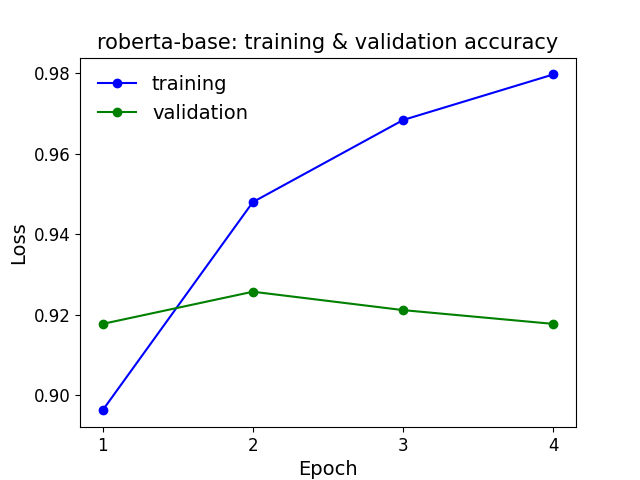 roberta-base: training & validation accuracy
training
validation
Loss
0.98
0.96
0.94
0.92
0.90
1 2 3 4
Epoch